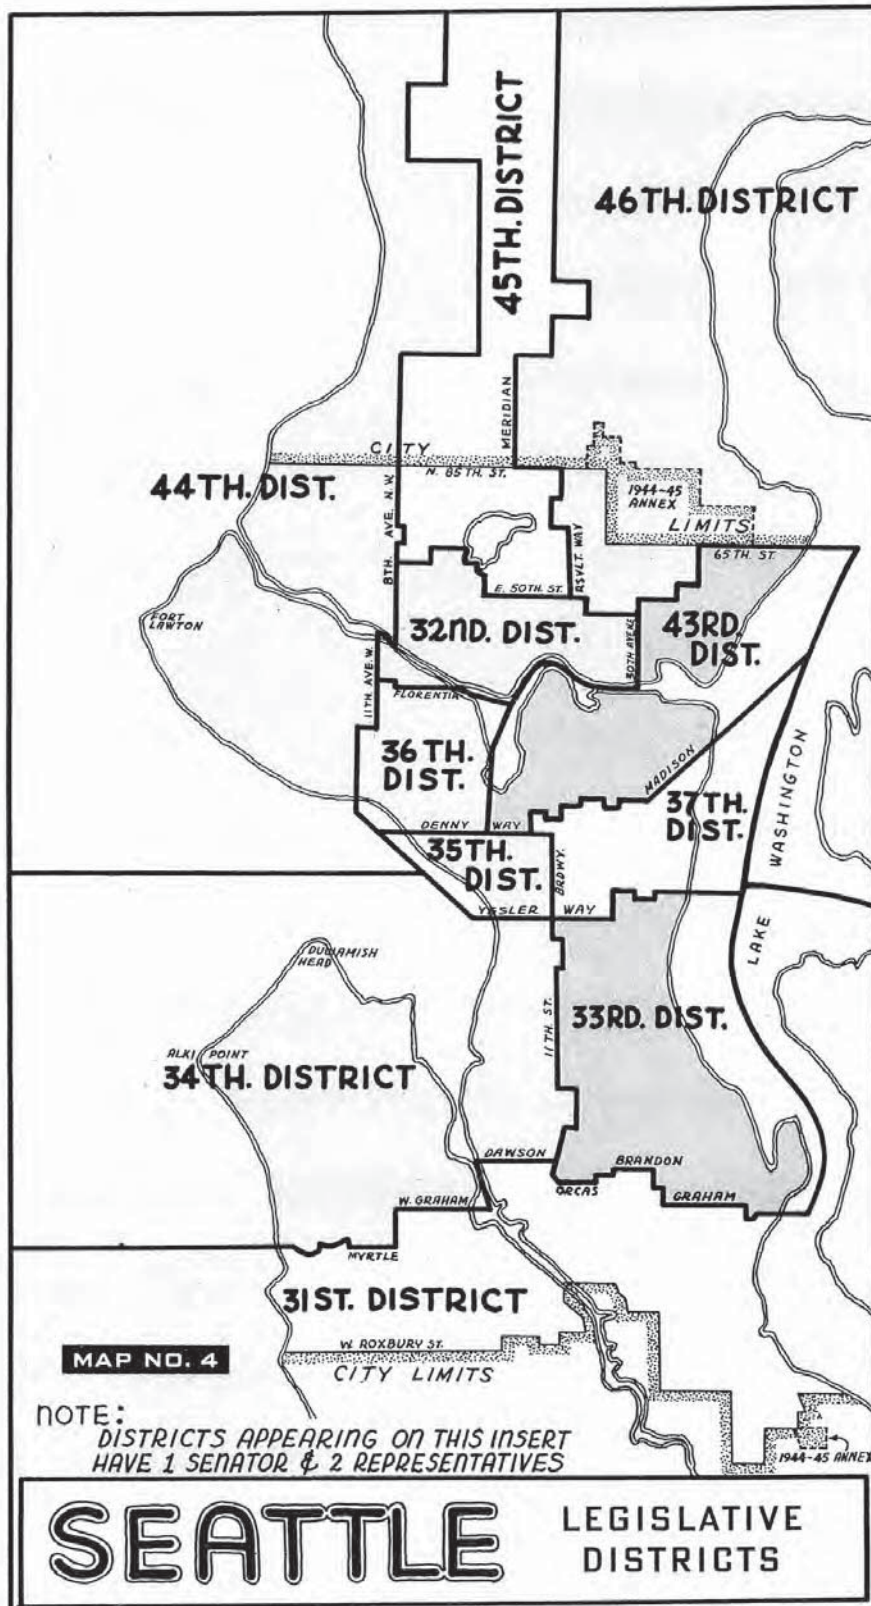 45TH. DISTRICT
46TH. DISTRICT
MERIDIAN
CITY
N. 85TH. ST.
44TH. DIST.
8TH. AVE. N.W.
1944-45
ANNEX
LIMITS
65TH. ST.
RSVLT. WAY
E. 50TH. ST.
FORT
LAWTON
32ND. DIST.
30TH AVE NE
43RD.
DIST.
11TH. AVE. W.
FLORENTIA
36TH.
DIST.
MADISON
37TH.
DIST.
WASHINGTON
DENNY WAY
35TH.
DIST.
BRDWY.
YESLER WAY
LAKE
DUWAMISH
HEAD
11TH. ST.
33RD. DIST.
ALKI POINT
34TH. DISTRICT
DAWSON
BRANDON
ORCAS
GRAHAM
W. GRAHAM
MYRTLE
31ST. DISTRICT
W. ROXBURY ST.
MAP NO. 4
CITY LIMITS
NOTE:
DISTRICTS APPEARING ON THIS INSERT
HAVE 1 SENATOR & 2 REPRESENTATIVES
1944-45 ANNEX
SEATTLE
LEGISLATIVE
DISTRICTS